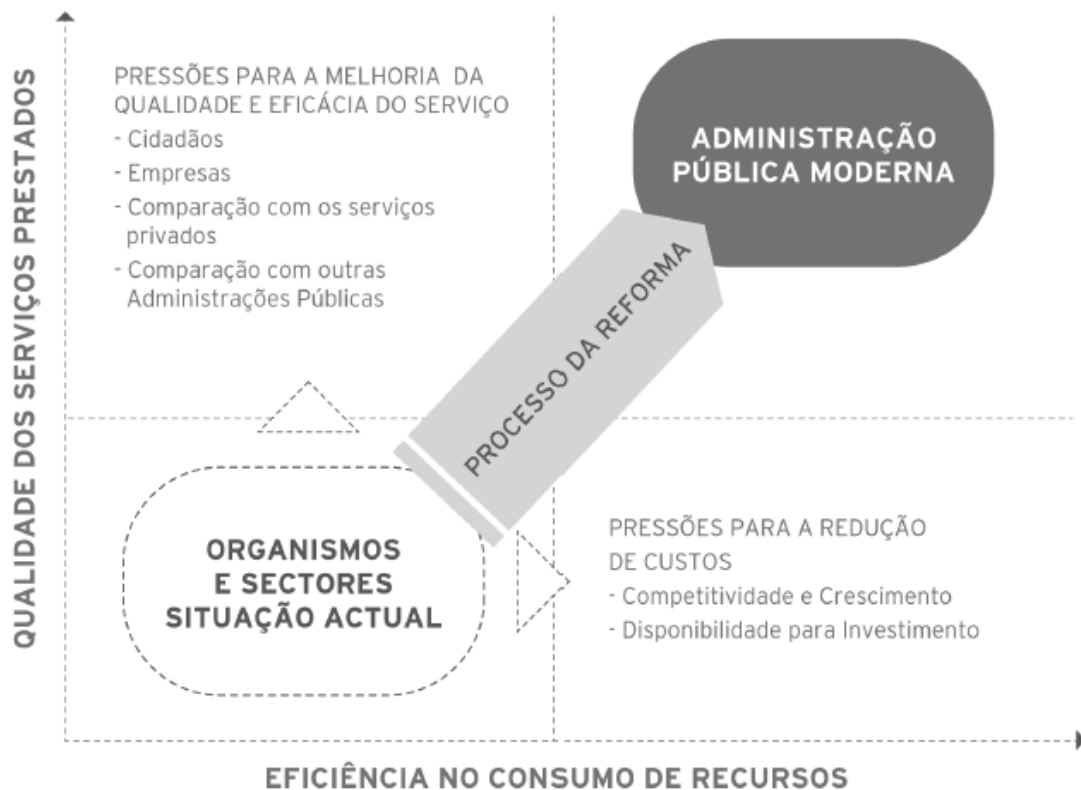 QUALIDADE DOS SERVIÇOS PRESTADOS
PRESSÕES PARA A MELHORIA DA
QUALIDADE E EFICÁCIA DO SERVIÇO
- Cidadãos
- Empresas
- Comparação com os serviços
privados
- Comparação com outras
Administrações Públicas
ADMINISTRAÇÃO
PÚBLICA MODERNA
PROCESSO DA REFORMA
ORGANISMOS
E SECTORES
SITUAÇÃO ACTUAL
PRESSÕES PARA A REDUÇÃO
DE CUSTOS
- Competitividade e Crescimento
- Disponibilidade para Investimento
EFICIÊNCIA NO CONSUMO DE RECURSOS